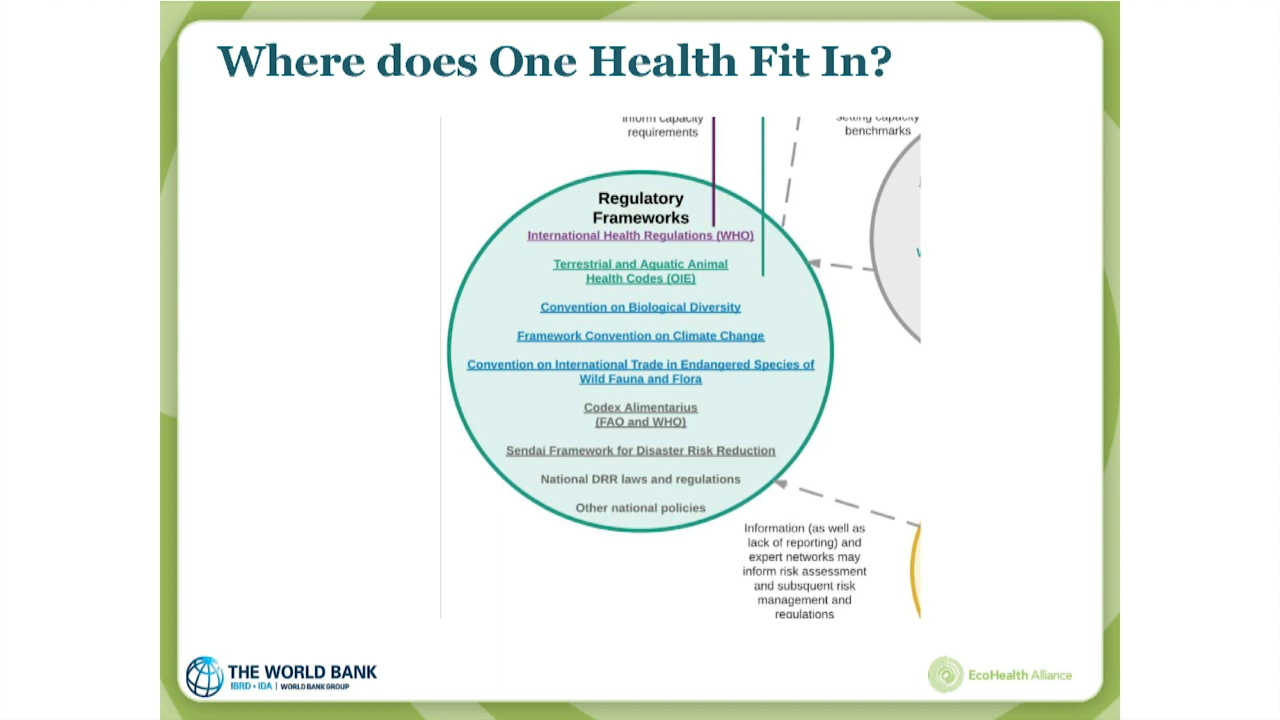 Where does One Health Fit In?
inform capacity
requirements
setting capacity
benchmarks
Regulatory
Frameworks
International Health Regulations (WHO)
Terrestrial and Aquatic Animal
Health Codes (OIE)
Convention on Biological Diversity
Framework Convention on Climate Change
Convention on International Trade in Endangered Species of
Wild Fauna and Flora
Codex Alimentarius
(FAO and WHO)
Sendai Framework for Disaster Risk Reduction
National DRR laws and regulations
Other national policies
Information (as well as
lack of reporting) and
expert networks may
inform risk assessment
and subsquent risk
management and
regulations
THE WORLD BANK
IBRD • IDA | WORLD BANK GROUP
EcoHealth Alliance